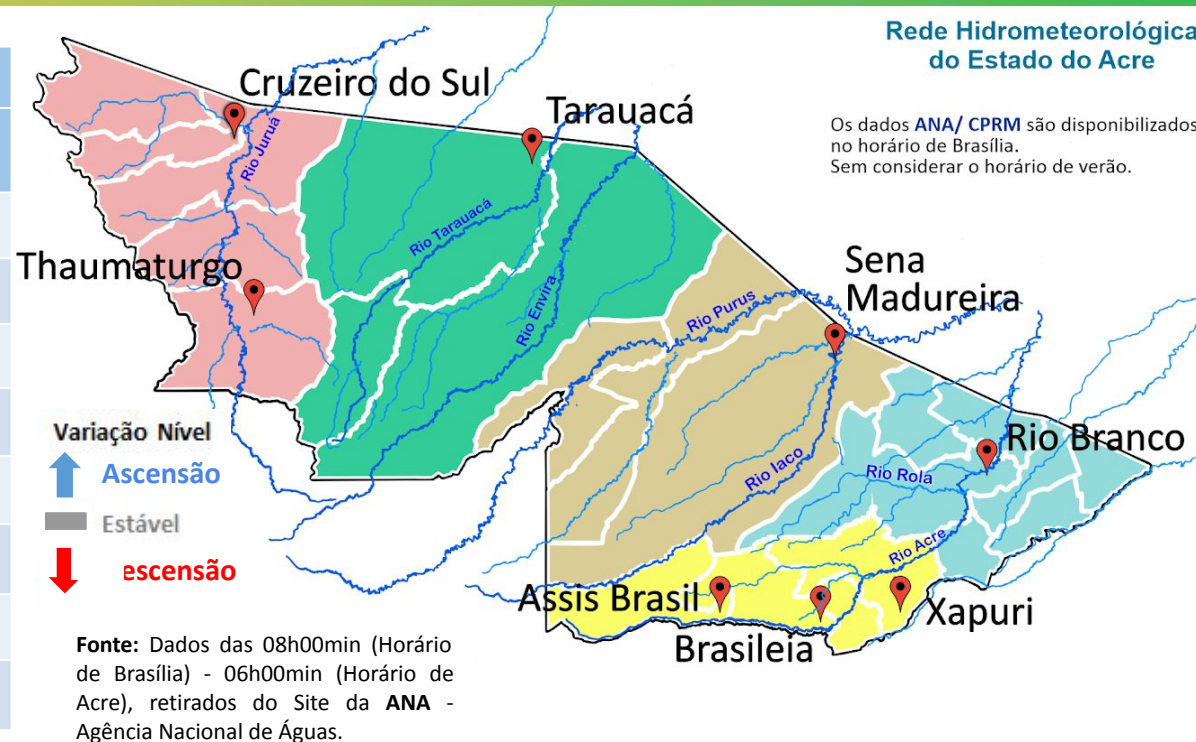 Rede Hidrometeorológica
do Estado do Acre
Os dados ANA/ CPRM são disponibilizados
no horário de Brasília.
Sem considerar o horário de verão.
Cruzeiro do Sul
Tarauacá
Rio Juruá
Rio Tarauacá
Thaumaturgo
Rio Envira
Sena
Madureira
Rio Purus
Variação Nível
Ascensão
Estável
escensão
Rio Branco
Rio Iaco
Rio Rola
Rio Acre
Assis Brasil
Xapuri
Brasileia
Fonte: Dados das 08h00min (Horário
de Brasília) - 06h00min (Horário de
Acre), retirados do Site da ANA -
Agência Nacional de Águas.